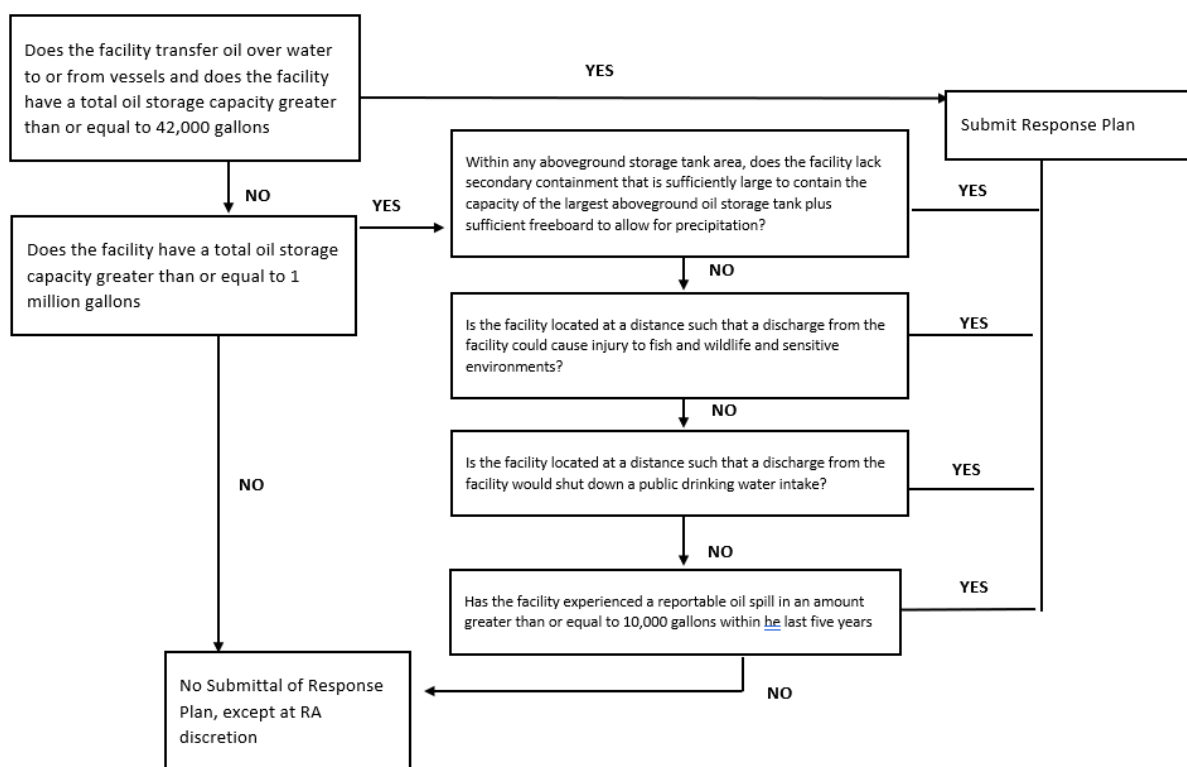 Does the facility transfer oil over water
to or from vessels and does the facility
have a total oil storage capacity greater
than or equal to 42,000 gallons
YES
Submit Response Plan
NO
Within any aboveground storage tank area, does the facility lack
secondary containment that is sufficiently large to contain the
capacity of the largest aboveground oil storage tank plus
sufficient freeboard to allow for precipitation?
YES
YES
Does the facility have a total oil storage
capacity greater than or equal to 1
million gallons
NO
Is the facility located at a distance such that a discharge from the
facility could cause injury to fish and wildlife and sensitive
environments?
YES
NO
Is the facility located at a distance such that a discharge from the
facility would shut down a public drinking water intake?
YES
NO
NO
Has the facility experienced a reportable oil spill in an amount
greater than or equal to 10,000 gallons within he last five years
YES
No Submittal of Response
Plan, except at RA
discretion
NO